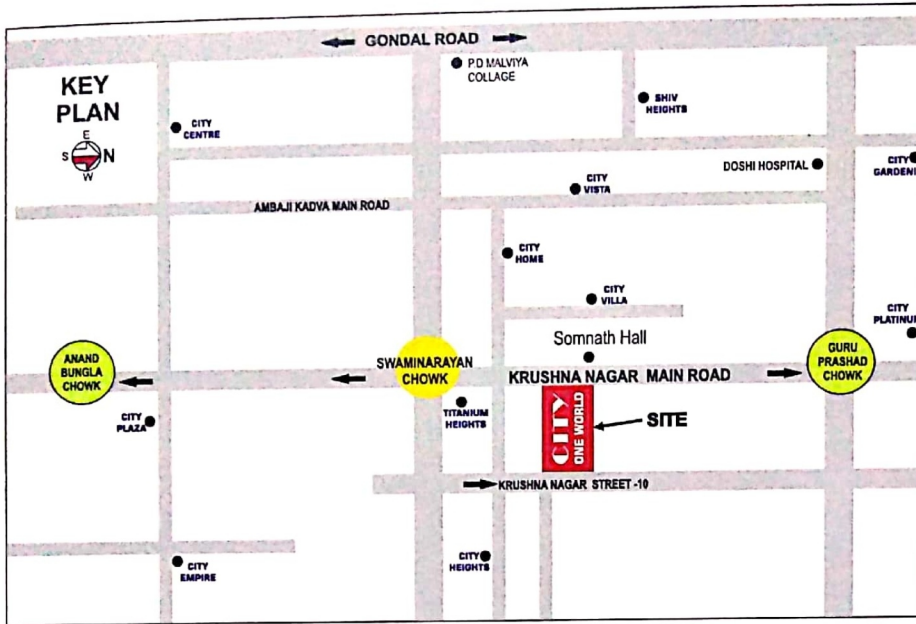 GONDAL ROAD
KEY
PLAN
E
S N
W
P.D MALVIYA
COLLAGE
SHIV
HEIGHTS
CITY
CENTRE
CITY
VISTA
DOSHI HOSPITAL
CITY
GARDEN
AMBAJI KADVA MAIN ROAD
CITY
HOME
CITY
VILLA
CITY
PLATINUM
Somnath Hall
ANAND
BUNGLA
CHOWK
SWAMINARAYAN
CHOWK
KRUSHNA NAGAR MAIN ROAD
GURU
PRASHAD
CHOWK
CITY
PLAZA
TITANIUM
HEIGHTS
CITY
ONE WORLD
SITE
KRUSHNA NAGAR STREET -10
CITY
EMPIRE
CITY
HEIGHTS